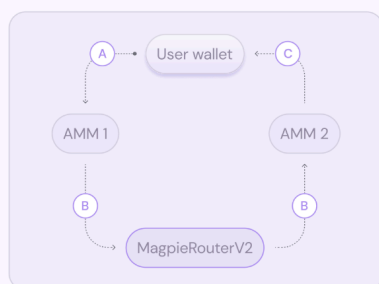 A
User wallet
C
AMM 1
AMM 2
B
B
MagpieRouterV2